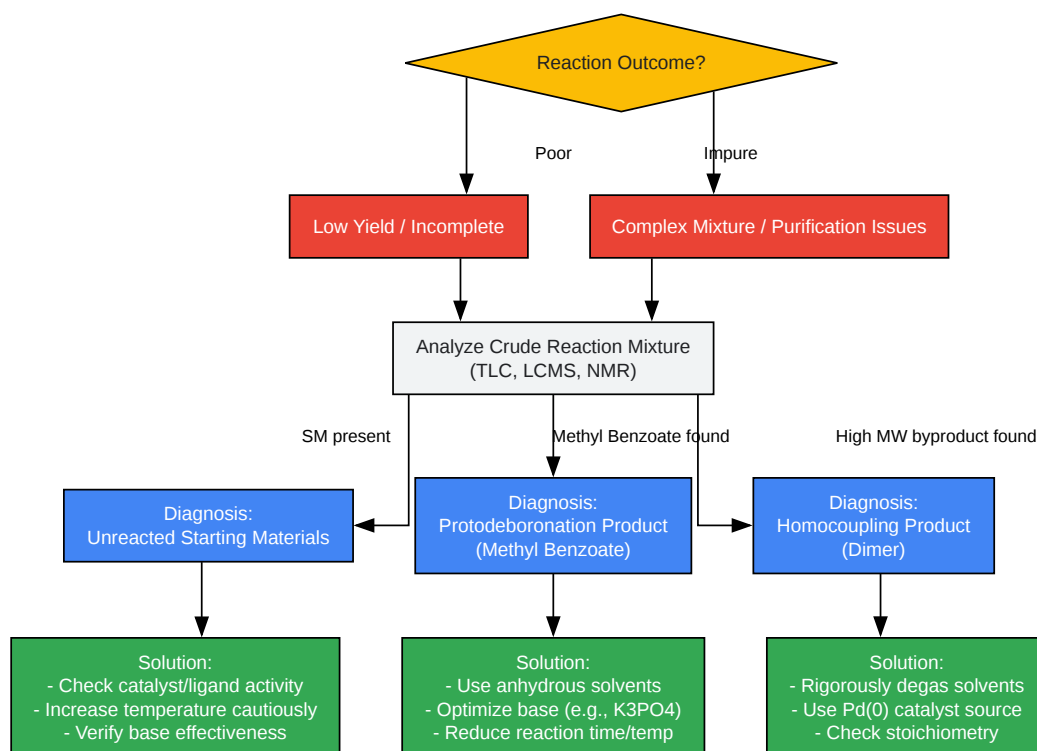 Reaction Outcome?
Poor
Impure
Low Yield / Incomplete
Complex Mixture / Purification Issues
Analyze Crude Reaction Mixture
(TLC, LCMS, NMR)
SM present
Methyl Benzoate found
High MW byproduct found
Diagnosis:
Unreacted Starting Materials
Diagnosis:
Protodeboronation Product
(Methyl Benzoate)
Diagnosis:
Homocoupling Product
(Dimer)
Solution:
- Check catalyst/ligand activity
- Increase temperature cautiously
- Verify base effectiveness
Solution:
- Use anhydrous solvents
- Optimize base (e.g., K3PO4)
- Reduce reaction time/temp
Solution:
- Rigorously degas solvents
- Use Pd(0) catalyst source
- Check stoichiometry